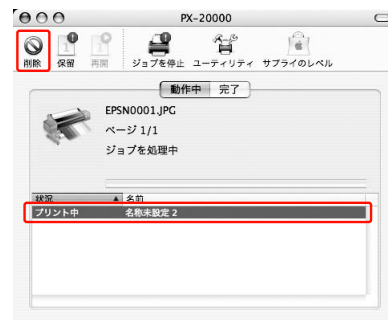 PX-20000
削除 保留 再開 ジョブを停止 ユーティリティ サプライのレベル
動作中 完了
EPSN0001.JPG
ページ 1/1
ジョブを処理中
状況 名前
プリント中 名称未設定 2